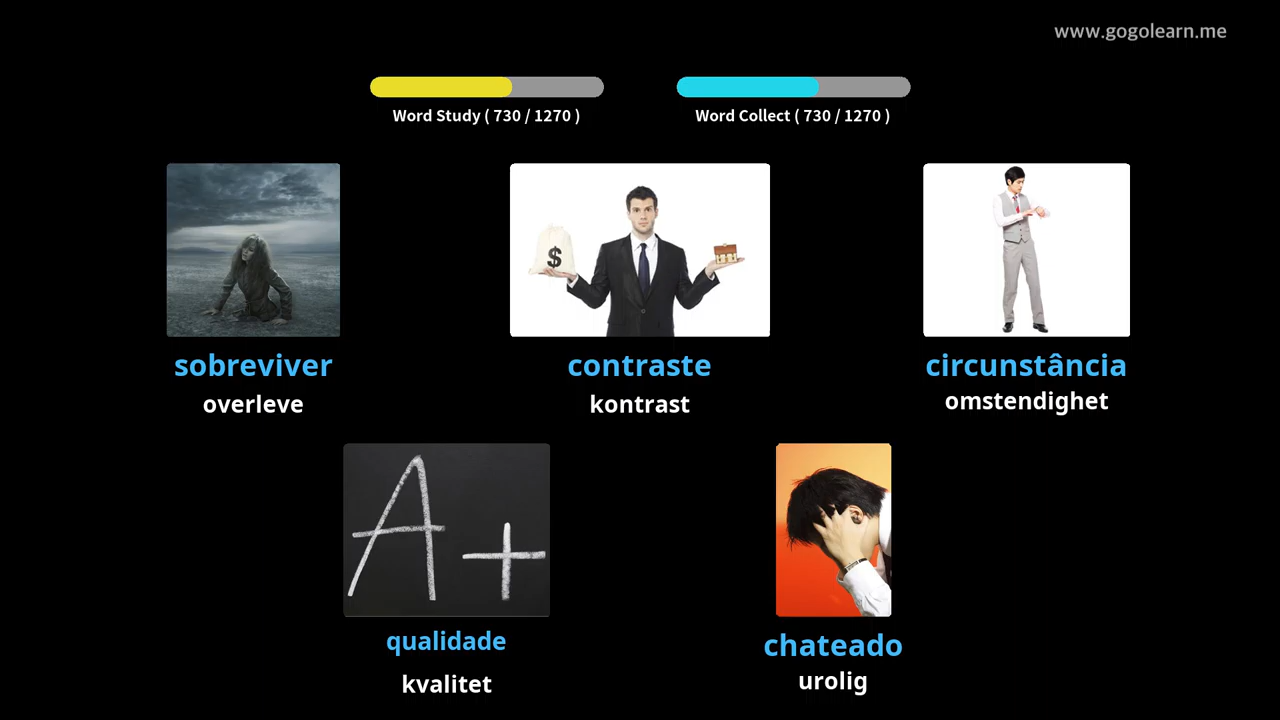 www.gogolearn.me
Word Study ( 730 / 1270 )
Word Collect ( 730 / 1270 )
$
sobreviver
overleve
contraste
kontrast
circunstância
omstendighet
A+
qualidade
kvalitet
chateado
urolig